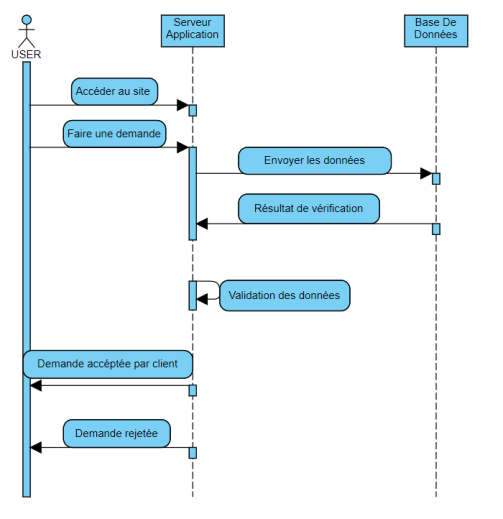 Serveur
Application
Base De
Données
USER
Accéder au site
Faire une demande
Envoyer les données
Résultat de vérification
Validation des données
Demande accéptée par client
Demande rejetée